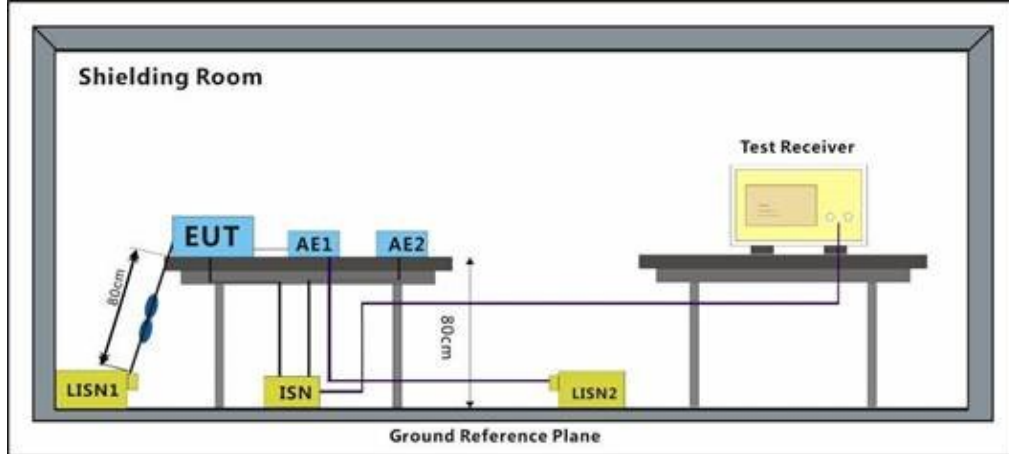 Shielding Room
Test Receiver
EUT
AE1
AE2
80cm
80cm
LISN1
ISN
LISN2
Ground Reference Plane